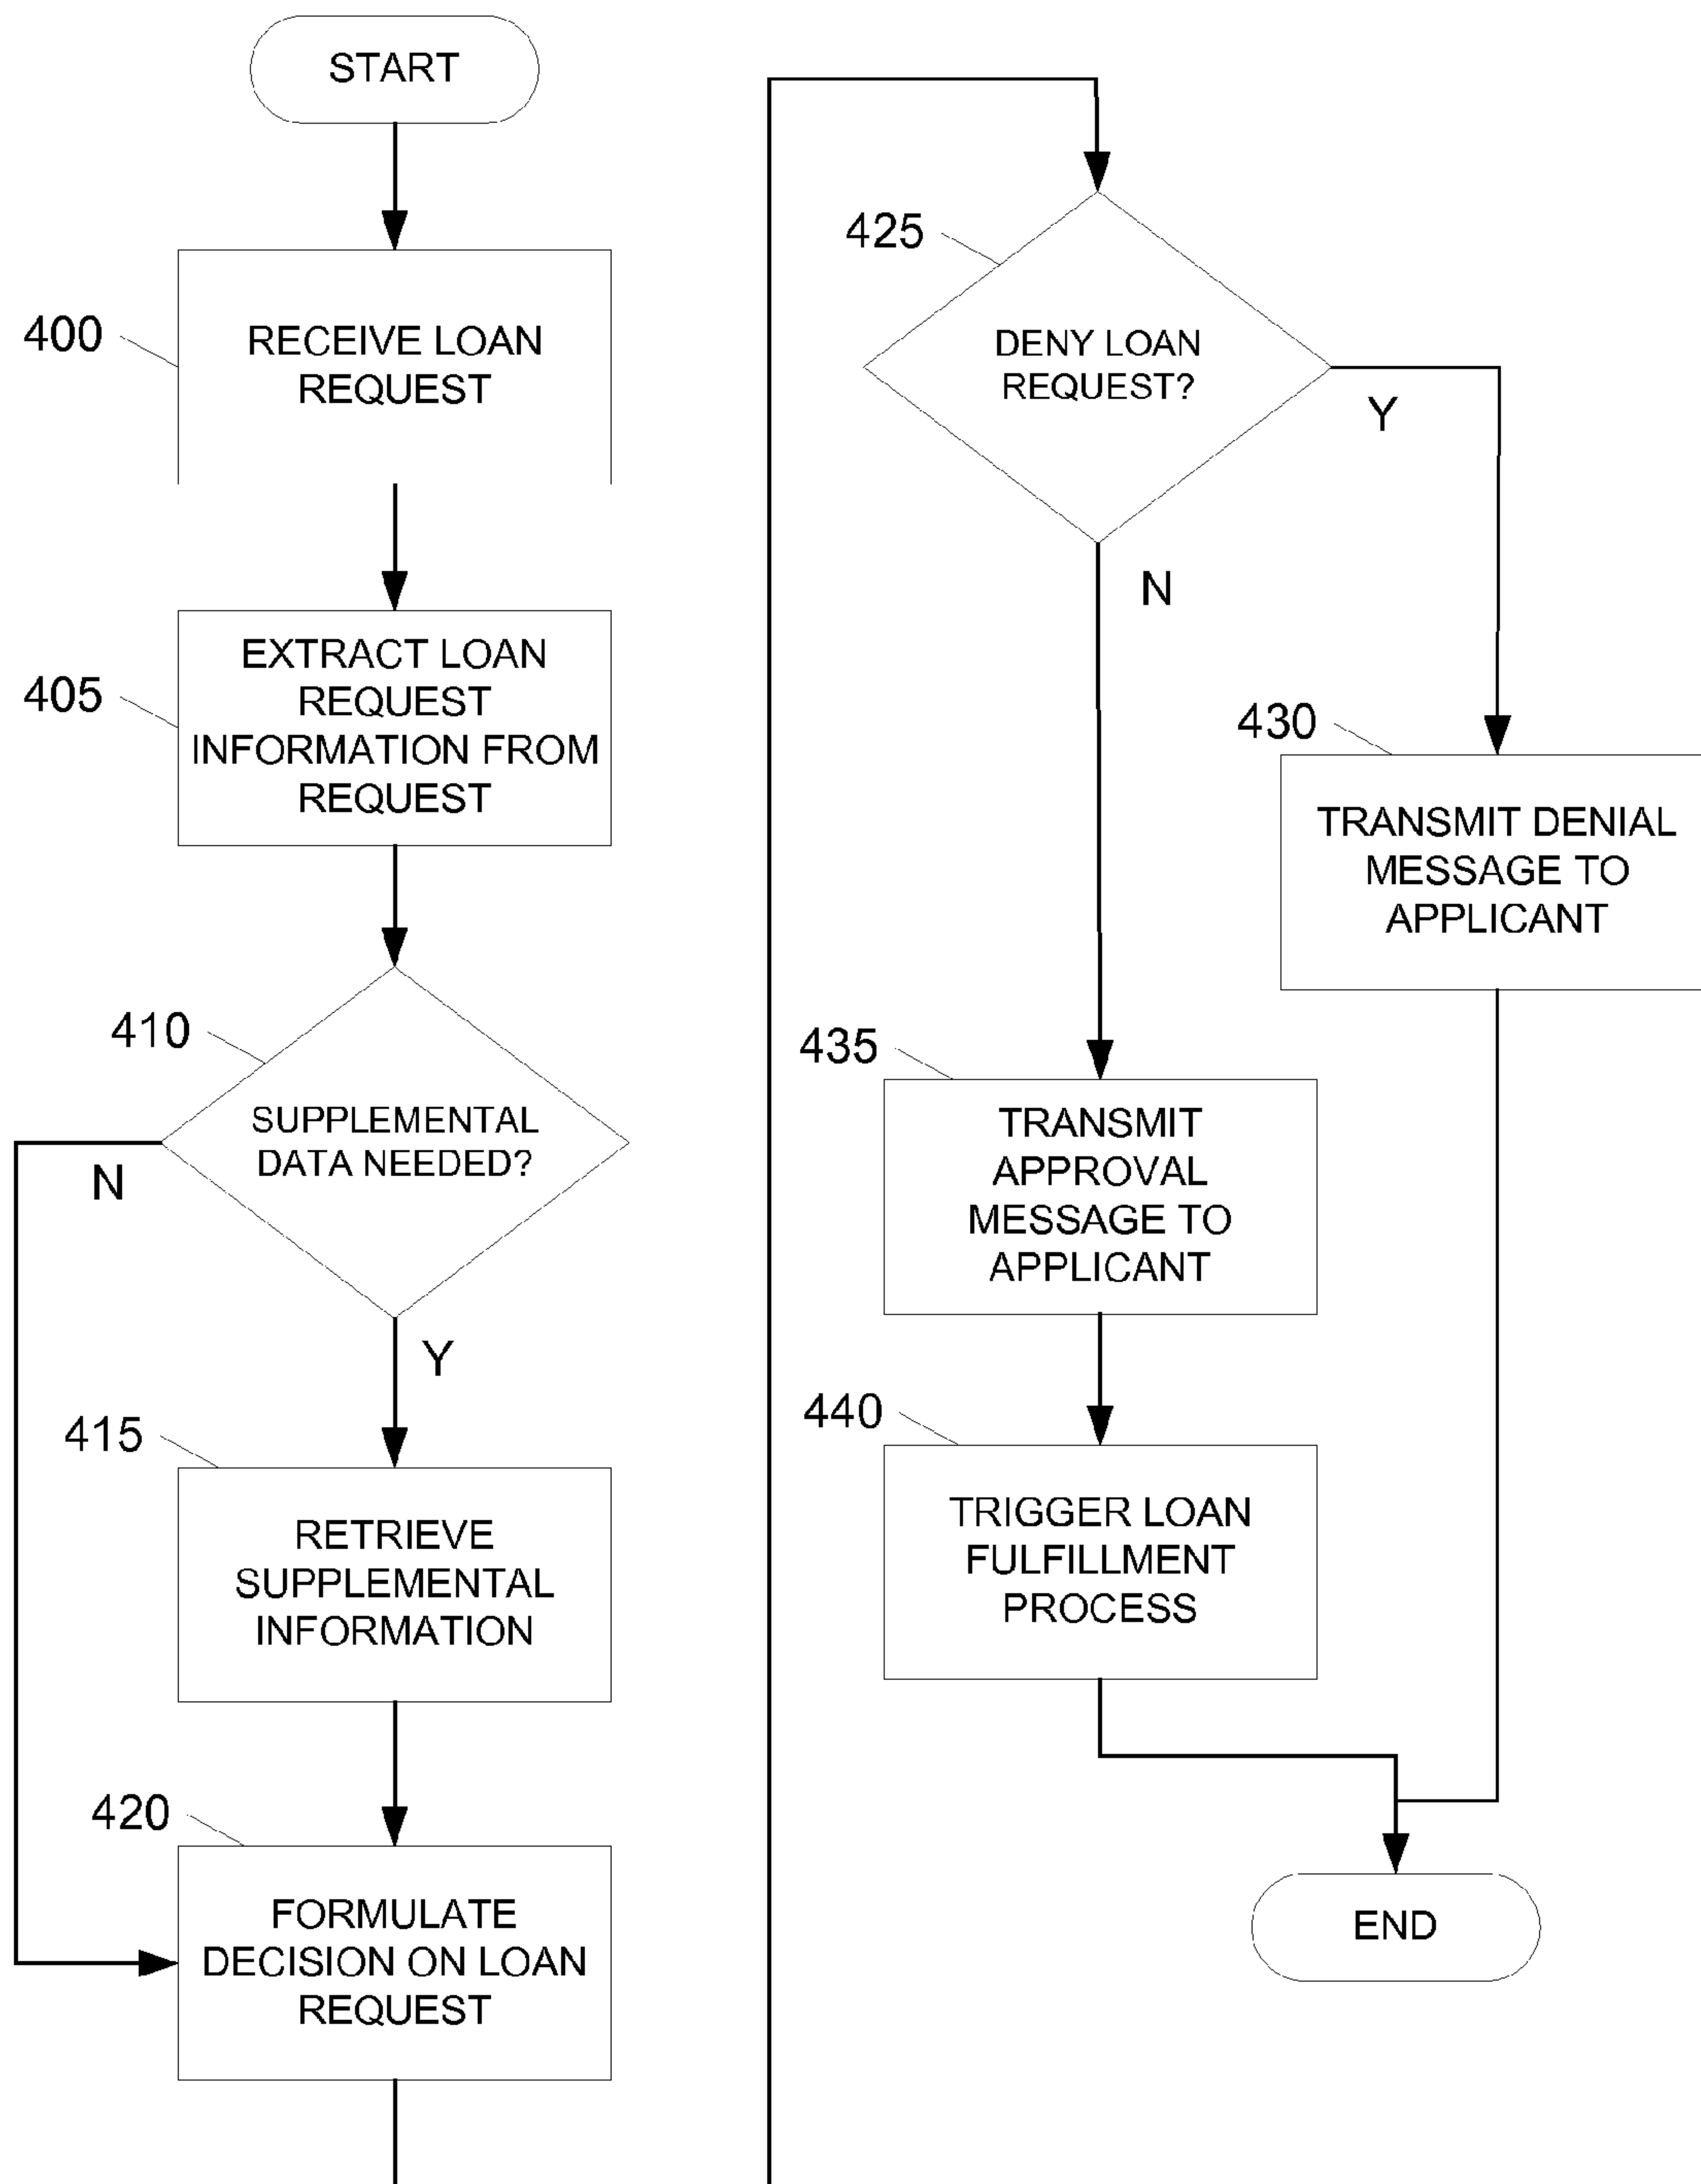 START
400
RECEIVE LOAN
REQUEST
405
EXTRACT LOAN
REQUEST
INFORMATION FROM
REQUEST
410
SUPPLEMENTAL
DATA NEEDED?
N
Y
415
RETRIEVE
SUPPLEMENTAL
INFORMATION
420
FORMULATE
DECISION ON LOAN
REQUEST
425
DENY LOAN
REQUEST?
Y
N
430
TRANSMIT DENIAL
MESSAGE TO
APPLICANT
435
TRANSMIT
APPROVAL
MESSAGE TO
APPLICANT
440
TRIGGER LOAN
FULFILLMENT
PROCESS
END